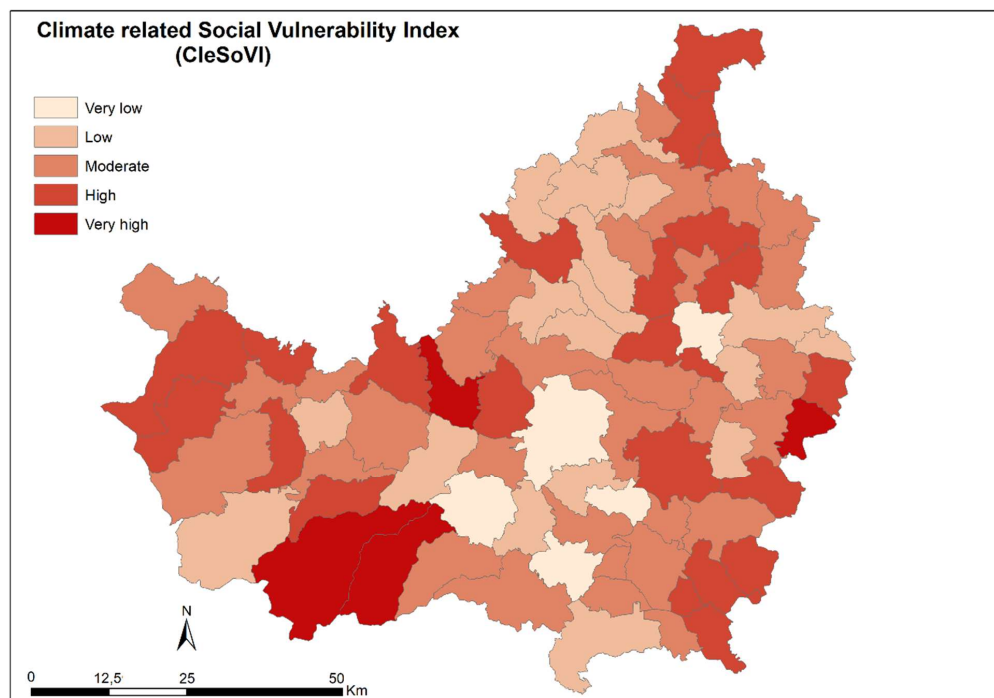 Climate related Social Vulnerability Index
(CleSoVI)
Very low
Low
Moderate
High
Very high
N
0 12,5 25 50
Km